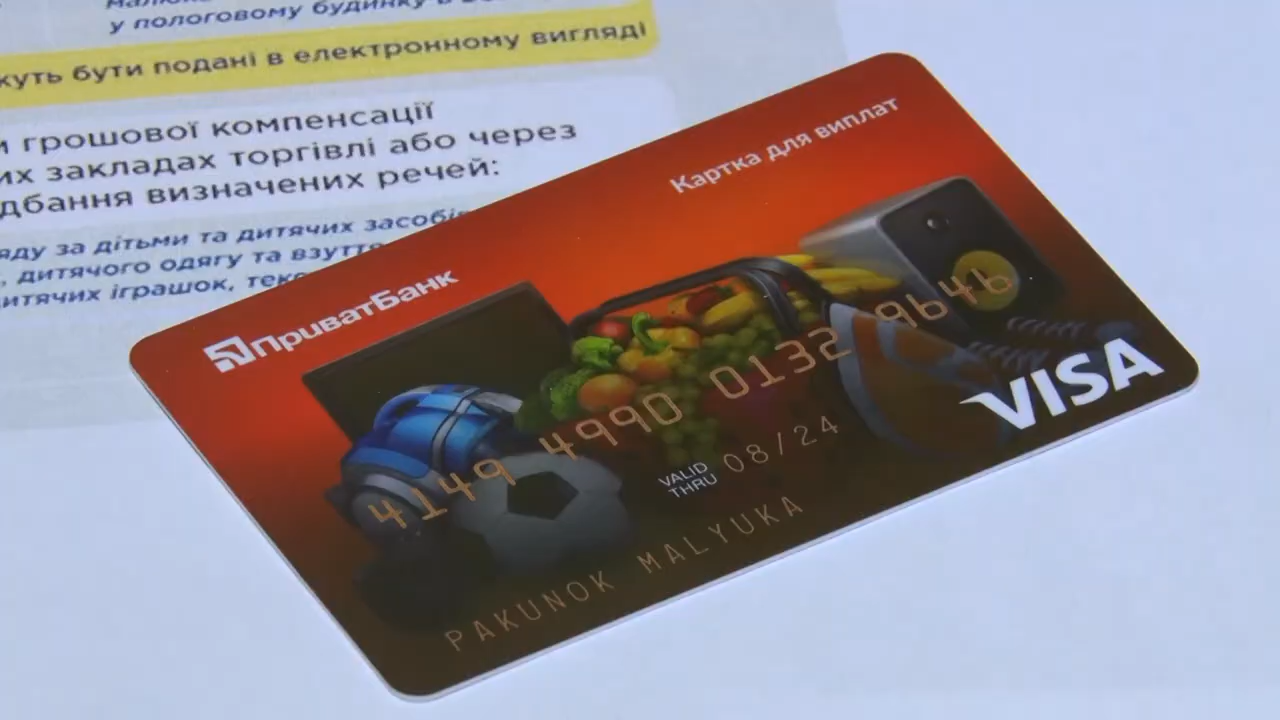 у пологовому будинку в
бути подані в електронному вигляді
грошової компенсації
закладах торгівлі або через
визначених речей:
за дітьми та дитячих
дитячого одягу та взуття
іграшок,
Картка для виплат
ПриватБанк
4149 4990 0132 9646
VALID
THRU 08/24
VISA
PAKUNOK MALYUKA